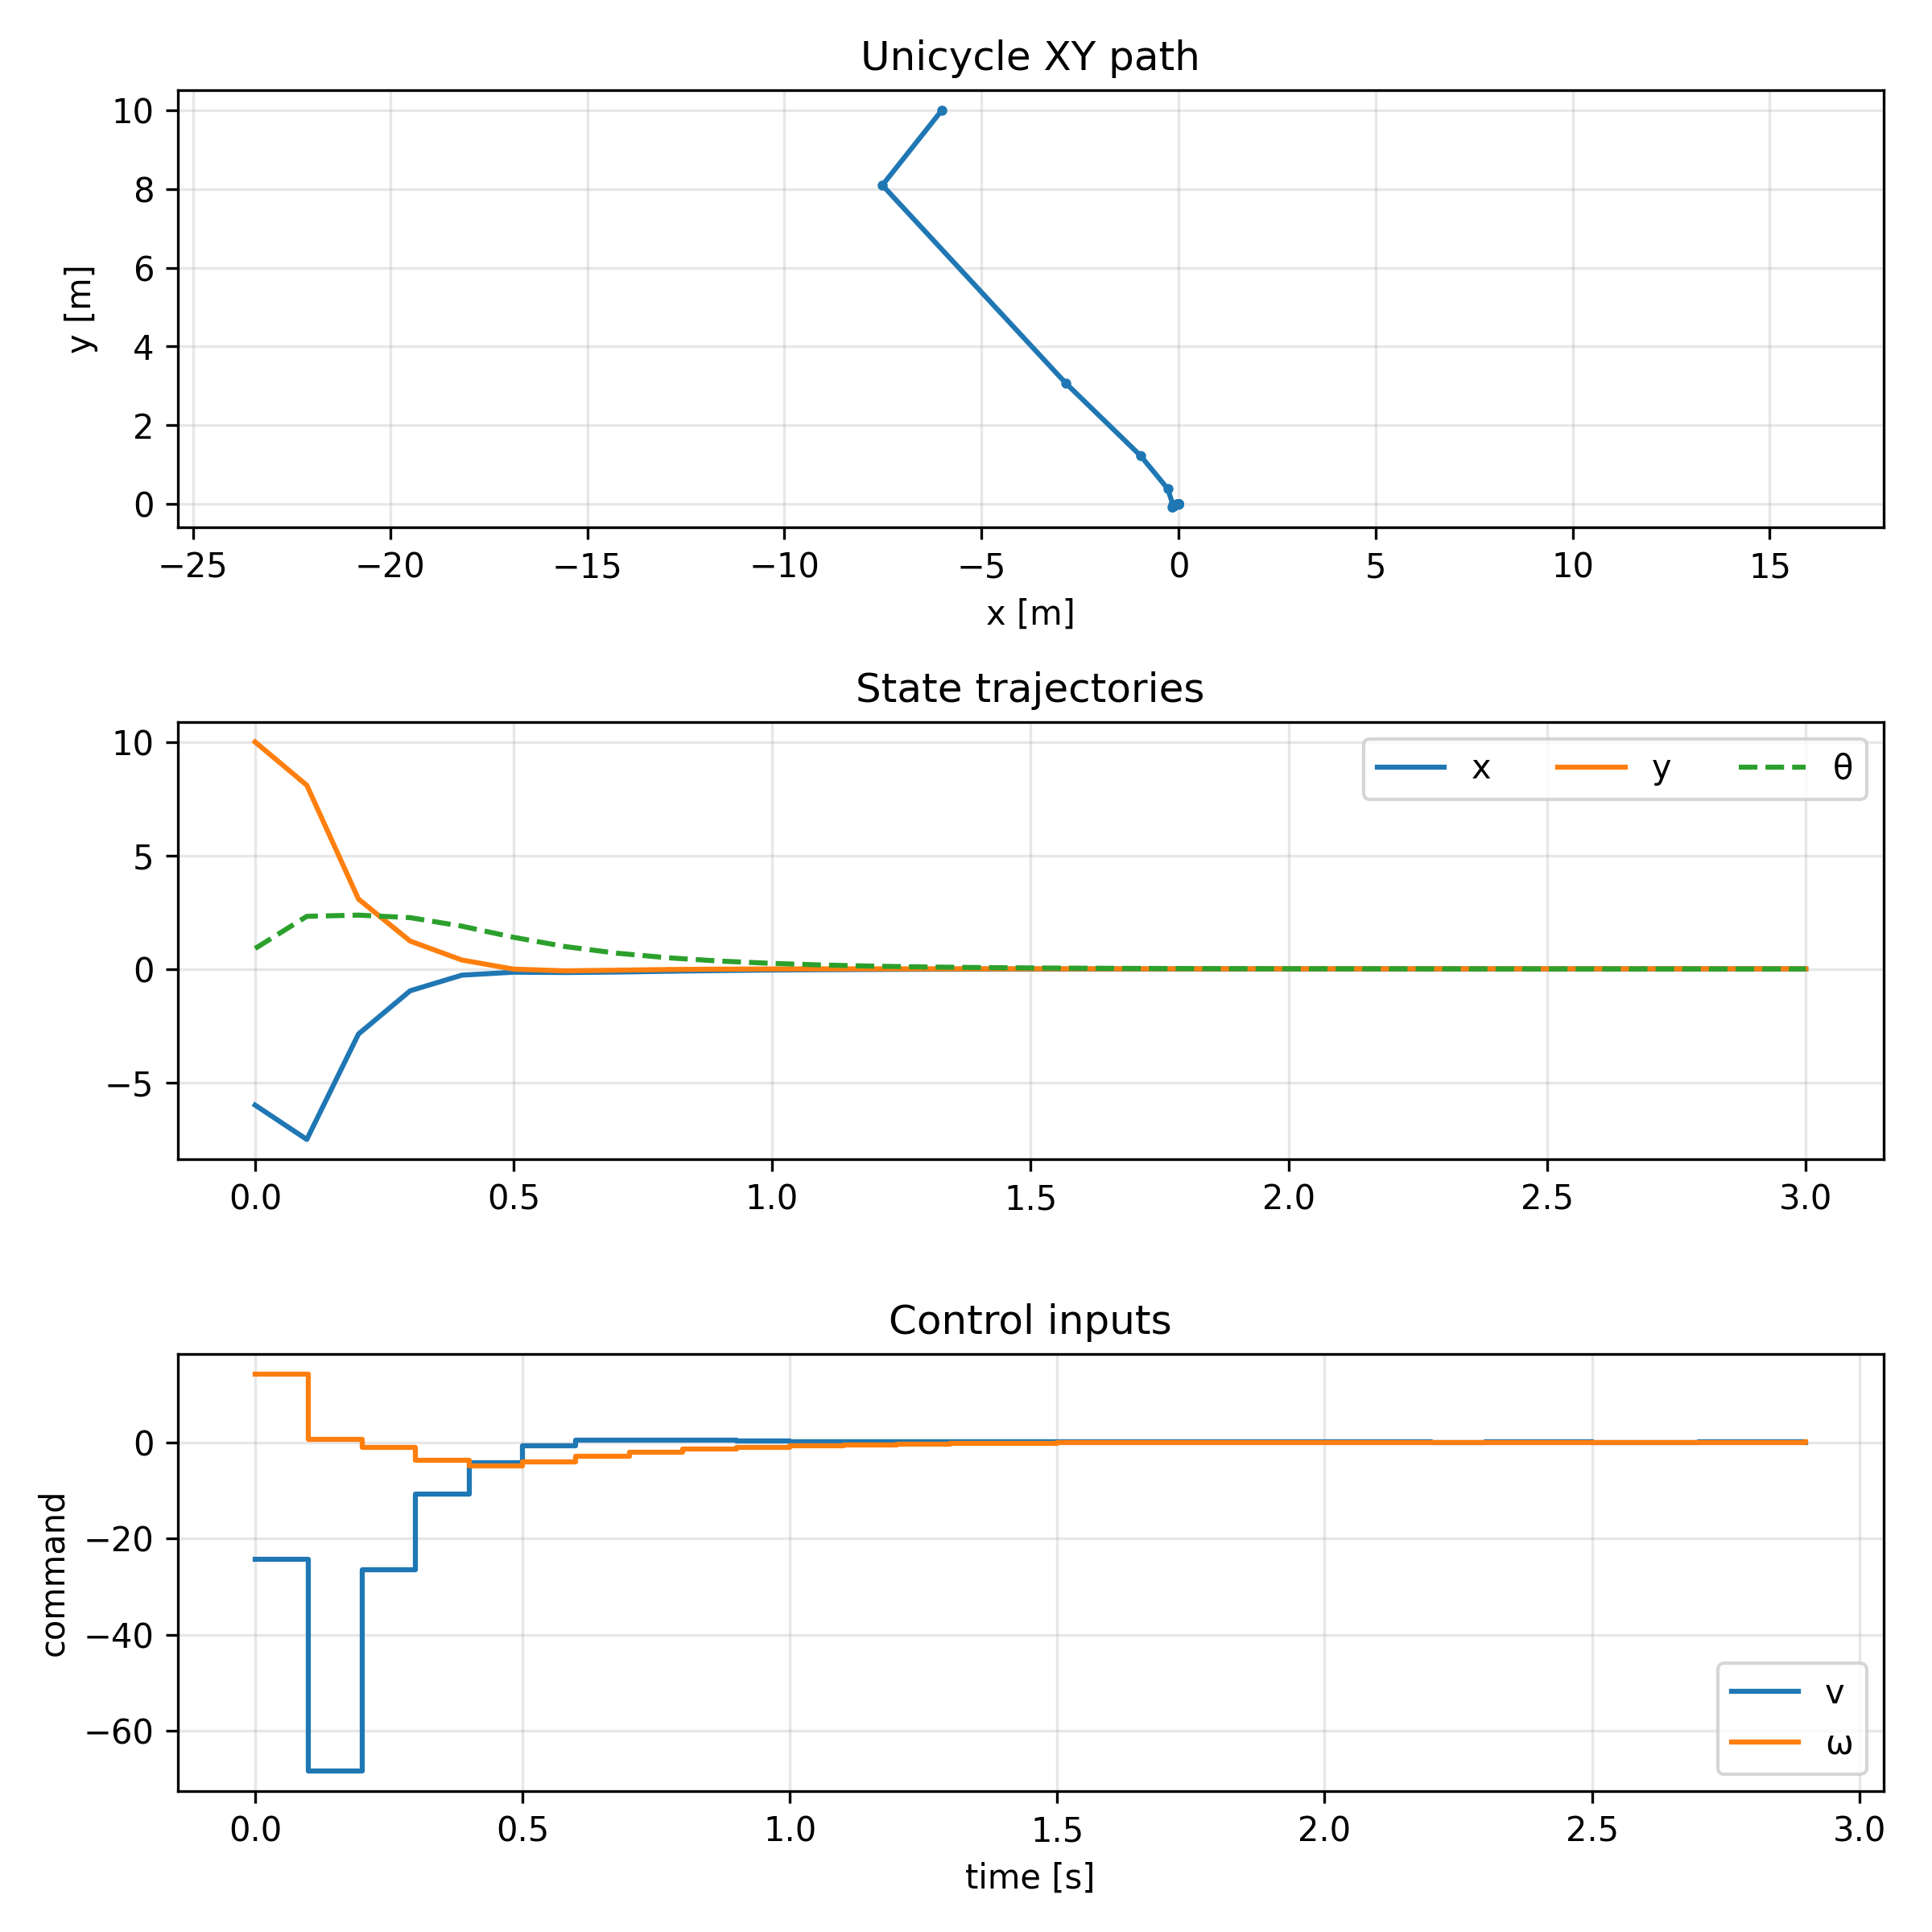 Unicycle XY path
10
8
6
4
2
0
y [m]
−25 −20 −15 −10 −5 0 5 10 15
x [m]
State trajectories
10
5
0
−5
x y θ
0.0 0.5 1.0 1.5 2.0 2.5 3.0
Control inputs
0
−20
−40
−60
command
v
ω
0.0 0.5 1.0 1.5 2.0 2.5 3.0
time [s]